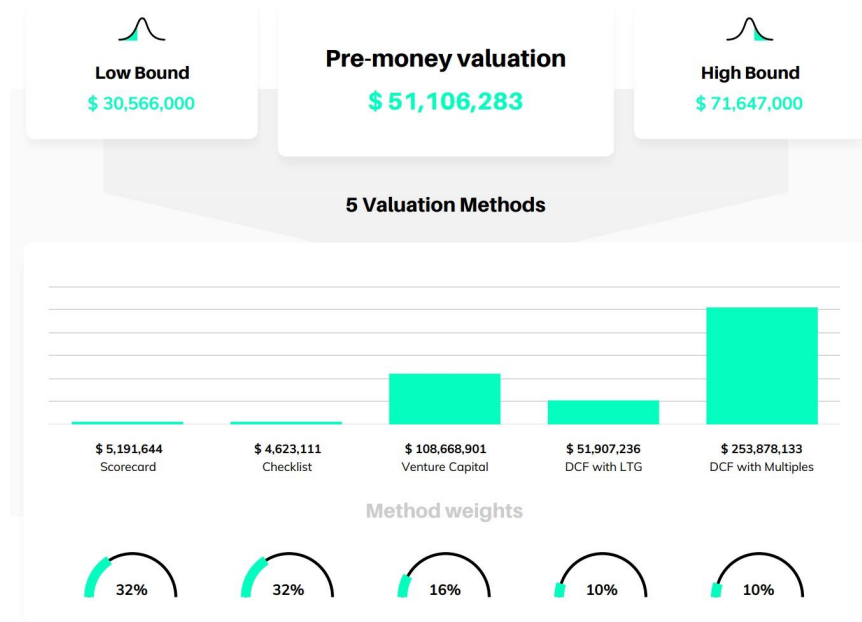 Low Bound
$ 30,566,000
Pre-money valuation
$ 51,106,283
High Bound
$ 71,647,000
5 Valuation Methods
$ 5,191,644
Scorecard
$ 4,623,111
Checklist
$ 108,668,901
Venture Capital
$ 51,907,236
DCF with LTG
$ 253,878,133
DCF with Multiples
Method weights
32%
32%
16%
10%
10%